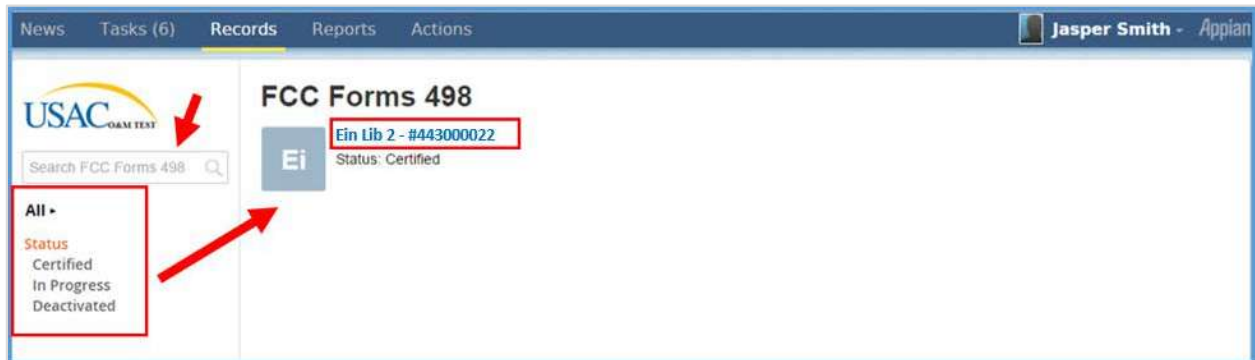 News Tasks (6) Records Reports Actions Jasper Smith - Appian
USAC O&M TEST
Search FCC Forms 498
All
Status
Certified
In Progress
Deactivated
FCC Forms 498
Ei
Ein Lib 2 - #443000022
Status: Certified